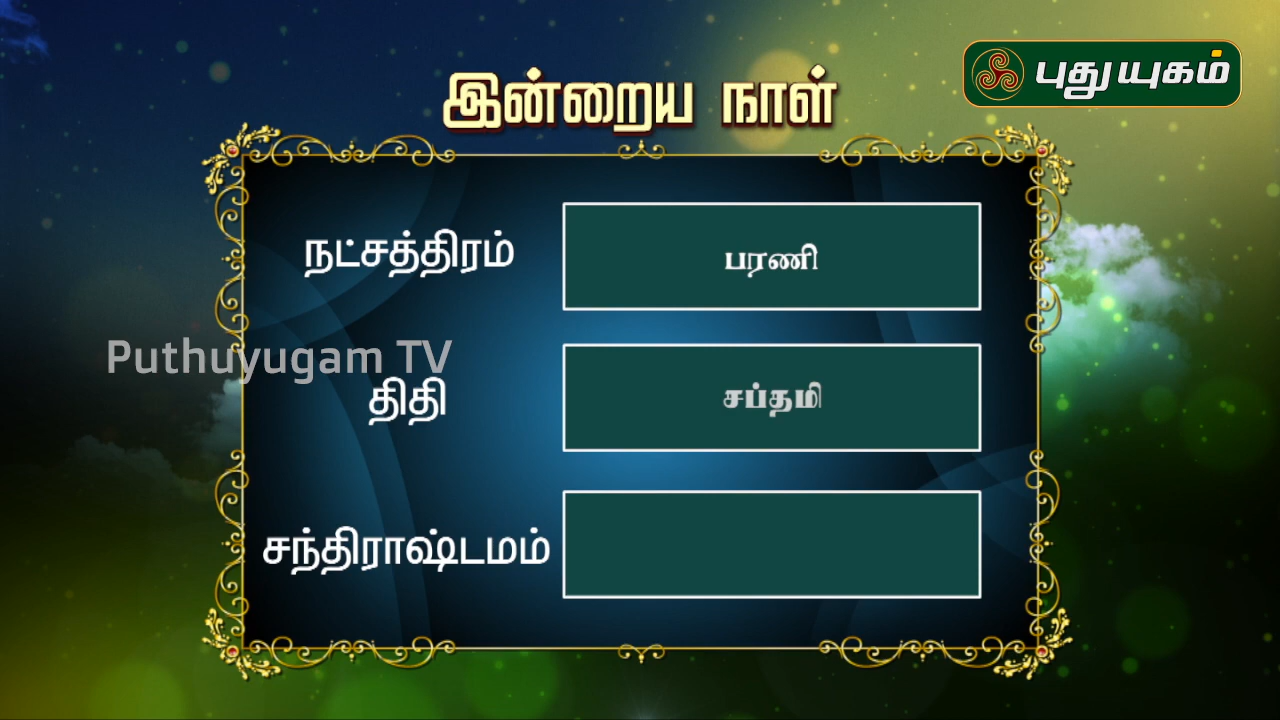 புதுயுகம்
இன்றைய நாள்
நட்சத்திரம்
பரணி
Puthuyugam TV
திதி
சப்தமி
சந்திராஷ்டமம்